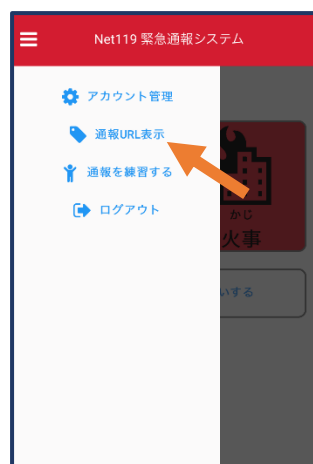 Net119 緊急通報システム
アカウント管理
通報URL表示
通報を練習する
ログアウト
かじ
火事
いする